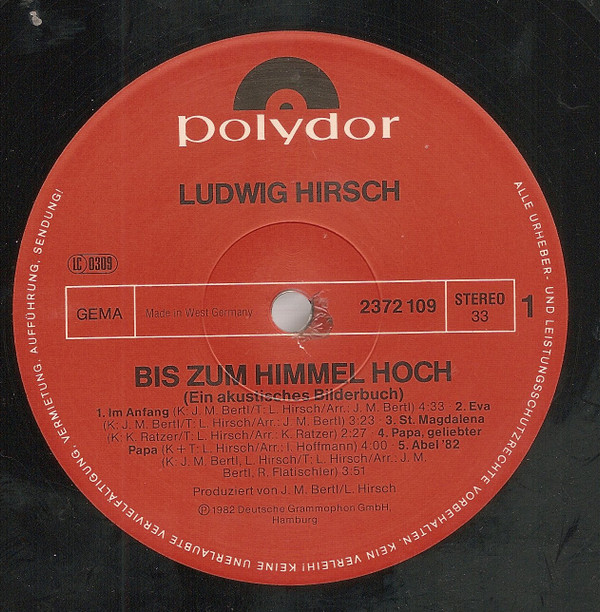 polydor
LUDWIG HIRSCH
LC 0309
GEMA
Made in West Germany
2372 109
STEREO
33
1
BIS ZUM HIMMEL HOCH
(Ein akustisches Bilderbuch)
1. Im Anfang (K: J. M. Bertl/T: L. Hirsch/Arr.: J. M. Bertl) 4:33 2. Eva
(K: J. M. Bertl/T: L. Hirsch/Arr.: J. M. Bertl) 3:23 3. St. Magdalena
(K: K. Ratzer/T: L. Hirsch/Arr.: K. Ratzer) 2:27 4. Papa, geliebter
Papa (K+T: L. Hirsch/Arr.: I. Hoffmann) 4:00 5. Abel '82
(K: J. M. Bertl, L. Hirsch/T: L. Hirsch/Arr.: J. M.
Bertl, R. Flatischler) 3:51
Produziert von J. M. Bertl/L. Hirsch
℗ 1982 Deutsche Grammophon GmbH,
Hamburg
ALLE URHEBER- UND LEISTUNGSSCHUTZRECHTE VORBEHALTEN. KEIN VERLEIH! KEINE UNERLAUBTE VERVIELFÄLTIGUNG, VERMIETUNG, AUFFÜHRUNG, SENDUNG!